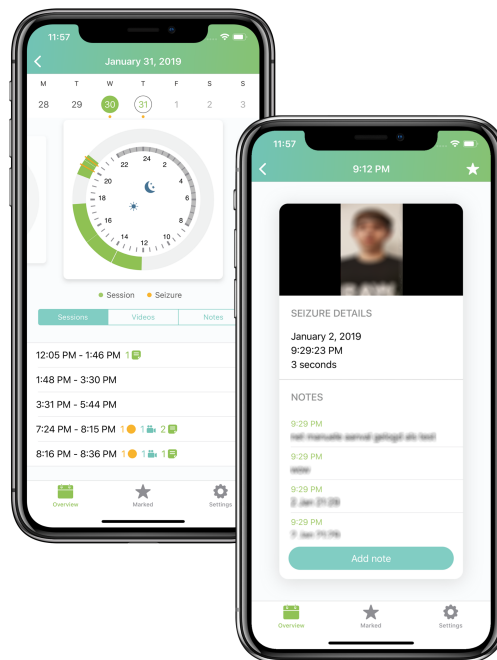 11:57
January 31, 2019
M T W T F S S
28 29 30 31 1 2 3
24
22 2
20 4
18 6
16 8
14 10
12
Session Seizure
Sessions Videos Notes
12:05 PM - 1:46 PM 1
1:48 PM - 3:30 PM
3:31 PM - 5:44 PM
7:24 PM - 8:15 PM 1 1 2
8:16 PM - 8:36 PM 1 1 1
Overview Marked Settings
11:57
9:12 PM
SEIZURE DETAILS
January 2, 2019
9:29:23 PM
3 seconds
NOTES
9:29 PM
9:29 PM
9:29 PM
2 Jan 21:29
9:29 PM
Add note
Overview Marked Settings